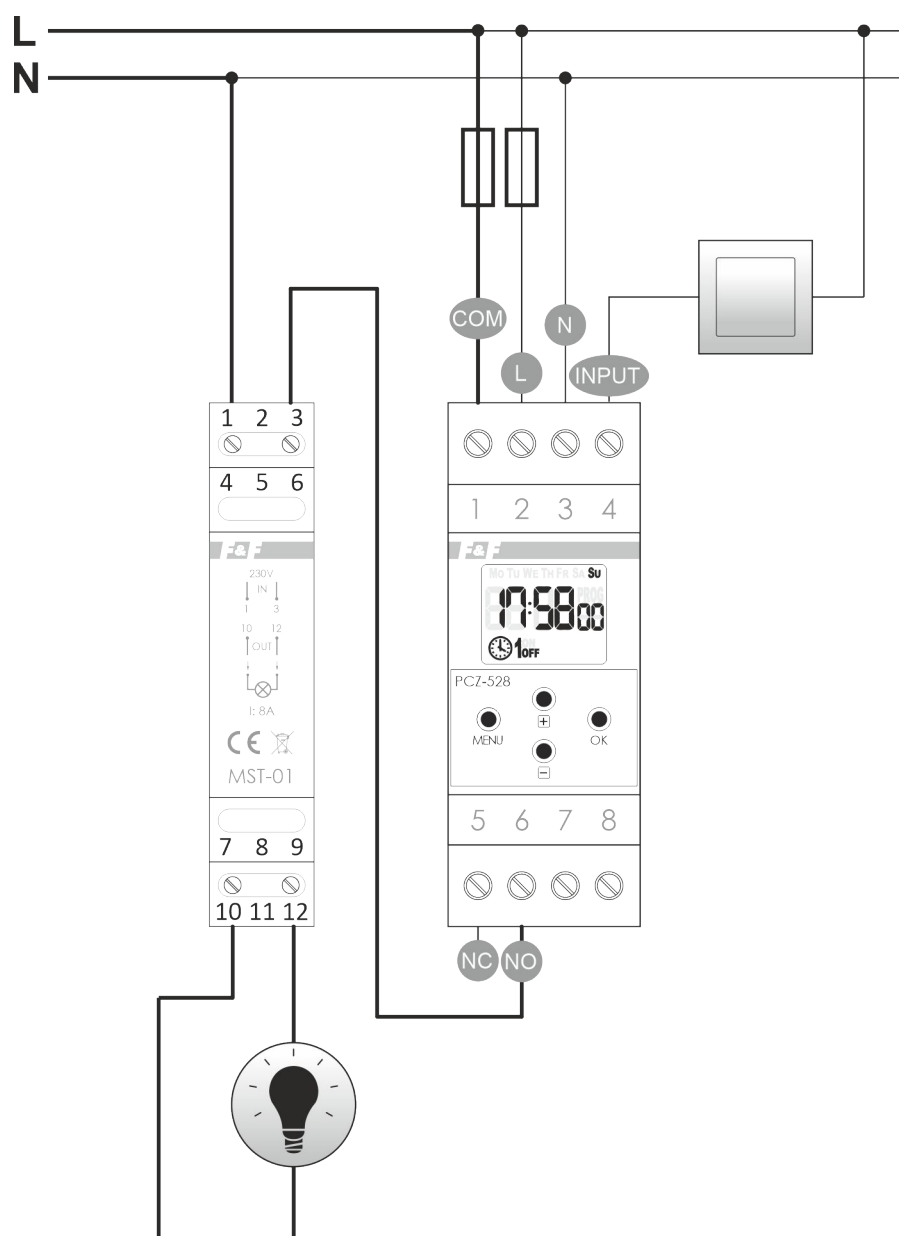 L
N
COM
N
L
INPUT
1 2 3
4 5 6
F&F
230V
IN
1 3
10 12
OUT
I: 8A
CE
MST-01
7 8 9
10 11 12
1 2 3 4
F&F
MO TU WE TH FR SA SU
PROG
17:58 00
1 OFF
PCZ-528
+
MENU
OK
−
5 6 7 8
NC NO